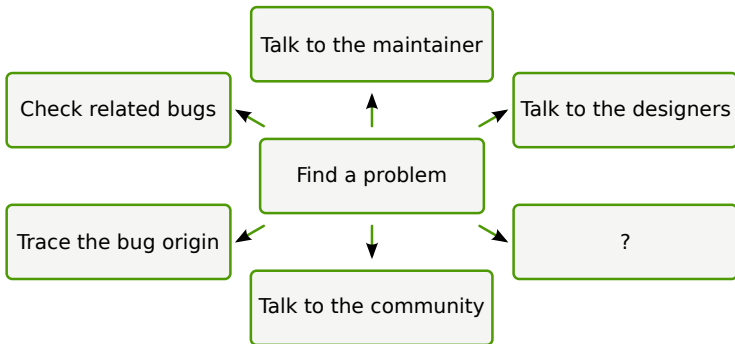 Talk to the maintainer
Check related bugs
Talk to the designers
Find a problem
Trace the bug origin
?
Talk to the community